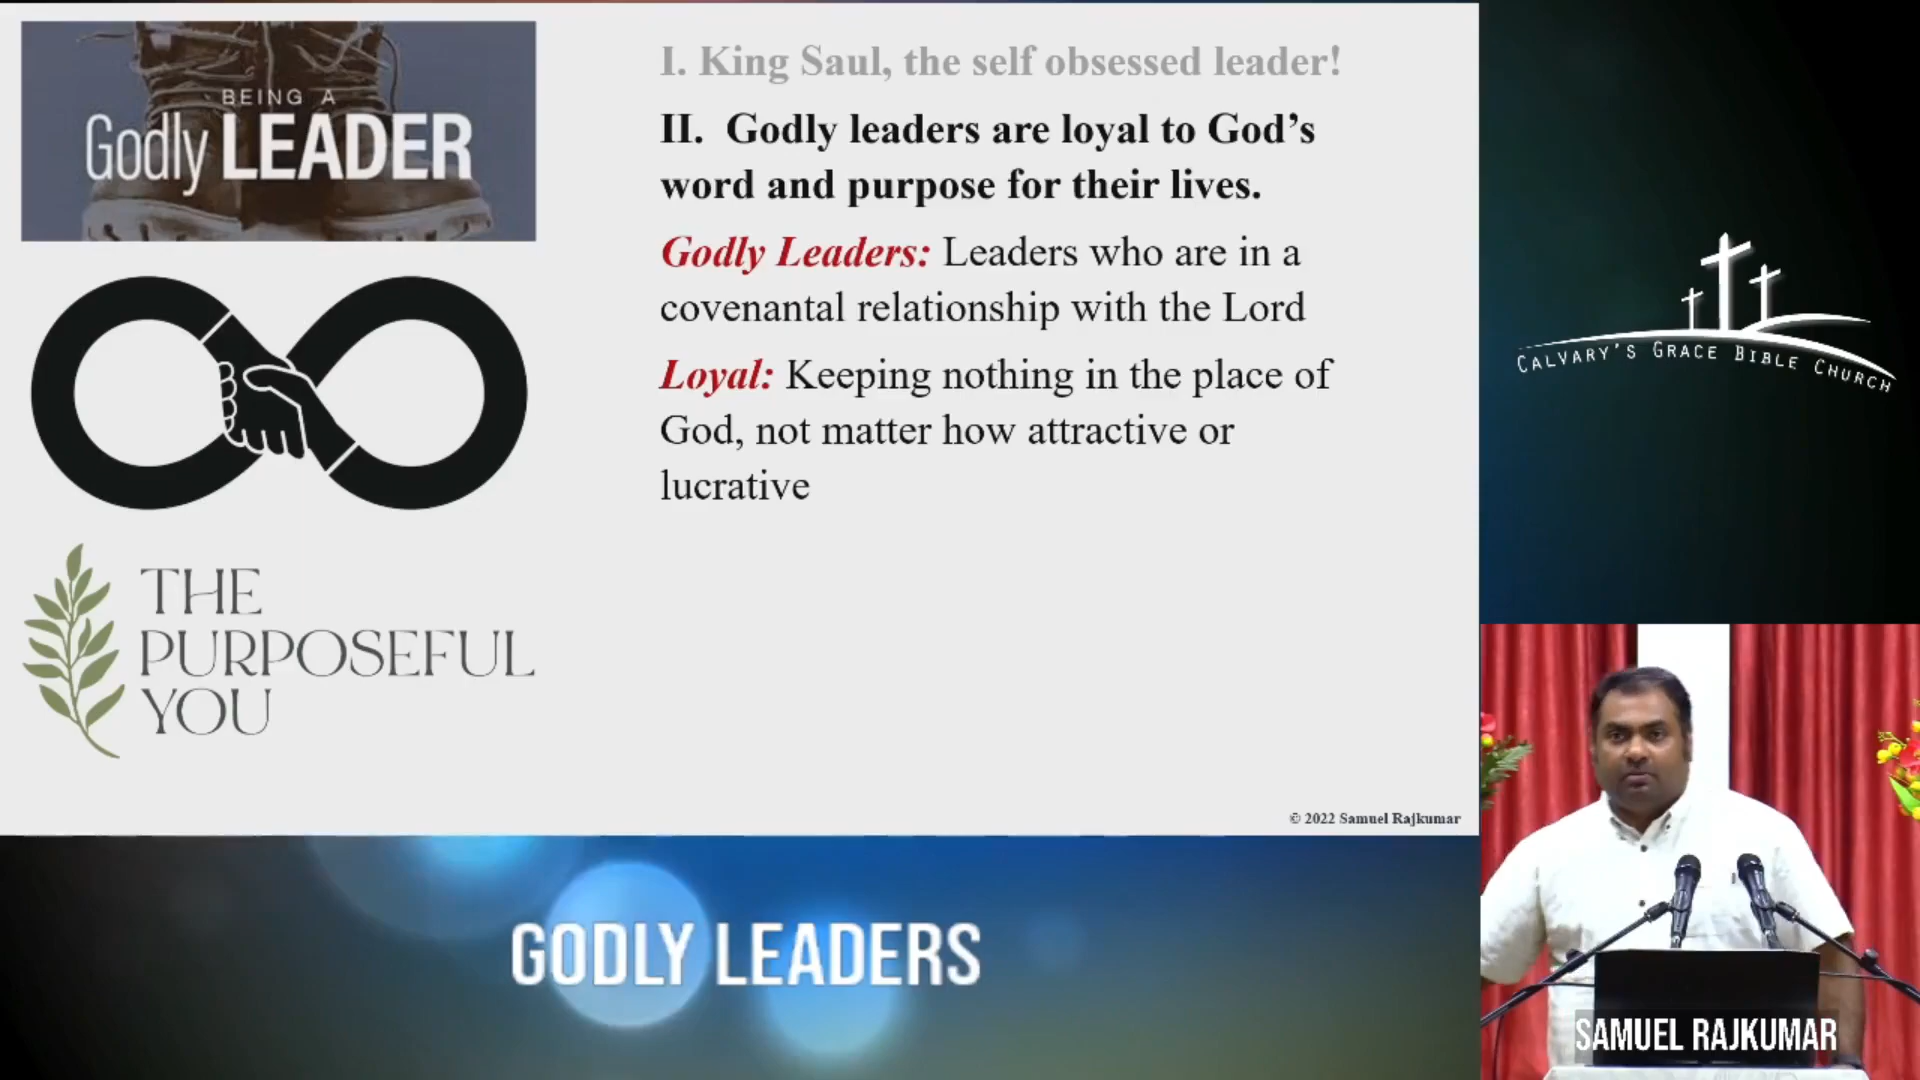 BEING A
Godly LEADER
THE
PURPOSEFUL
YOU
I. King Saul, the self obsessed leader!
II. Godly leaders are loyal to God’s
word and purpose for their lives.
Godly Leaders: Leaders who are in a
covenantal relationship with the Lord
Loyal: Keeping nothing in the place of
God, not matter how attractive or
lucrative
© 2022 Samuel Rajkumar
CALVARY'S GRACE BIBLE CHURCH
GODLY LEADERS
SAMUEL RAJKUMAR